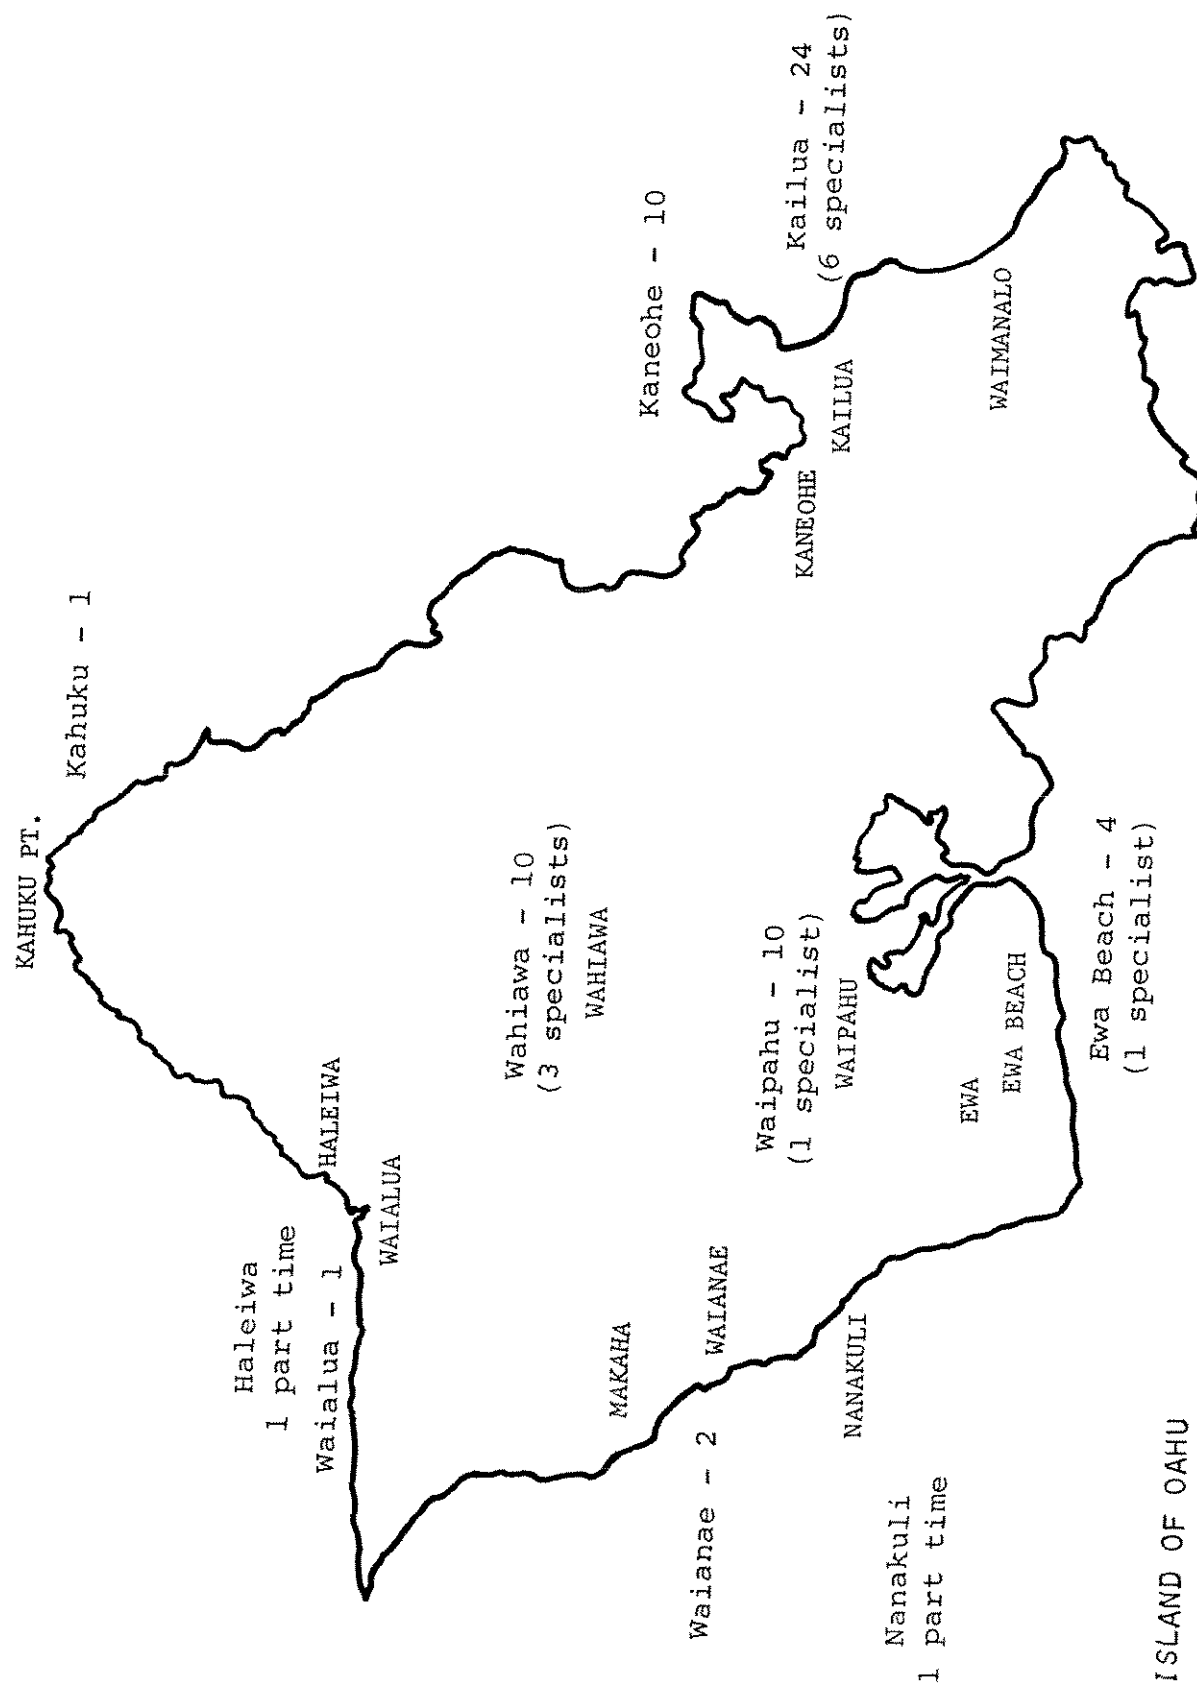 KAHUKU PT.
Kahuku - 1
Haleiwa
1 part time
Waialua - 1
HALEIWA
WAIALUA
Wahiawa - 10
(3 specialists)
WAHIAWA
Kaneohe - 10
Kailua - 24
(6 specialists)
KANEOHE
KAILUA
WAIMANALO
MAKAHA
WAIANAE
Waianae - 2
NANAKULI
Nanakuli
1 part time
Waipahu - 10
(1 specialist)
WAIPAHU
EWA
EWA BEACH
Ewa Beach - 4
(1 specialist)
ISLAND OF OAHU